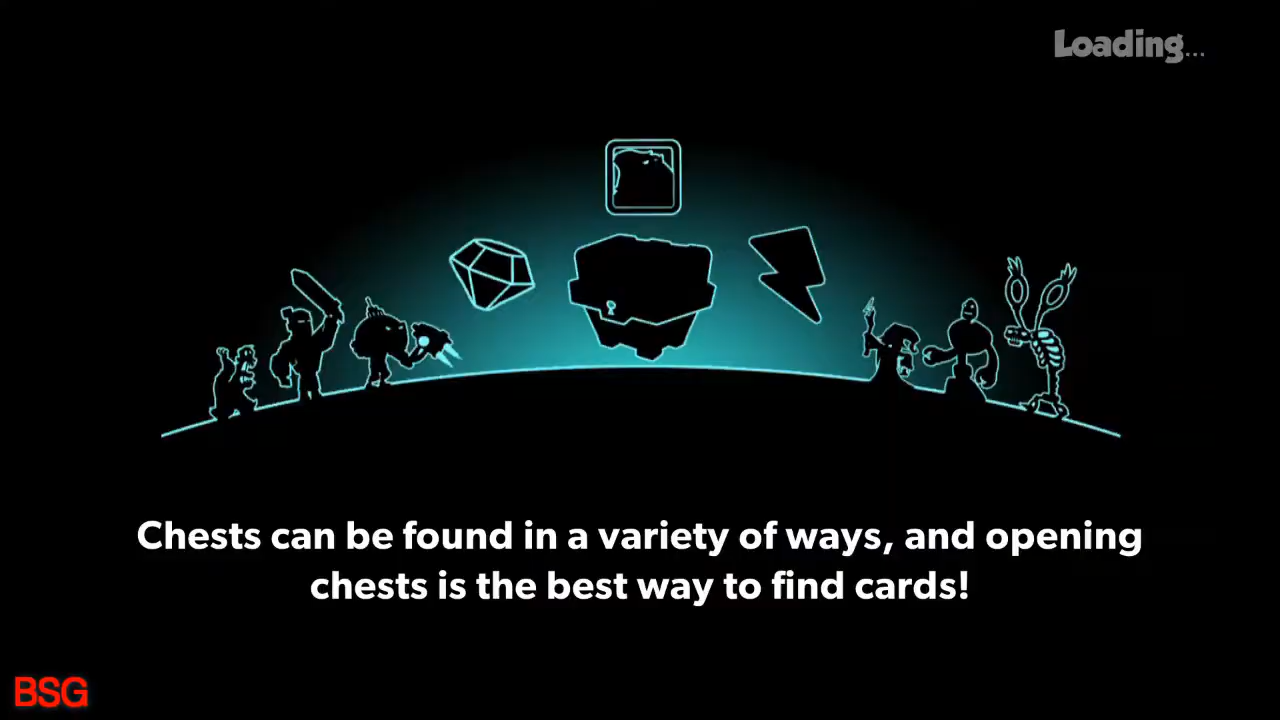 Loading...
Chests can be found in a variety of ways, and opening
chests is the best way to find cards!
BSG